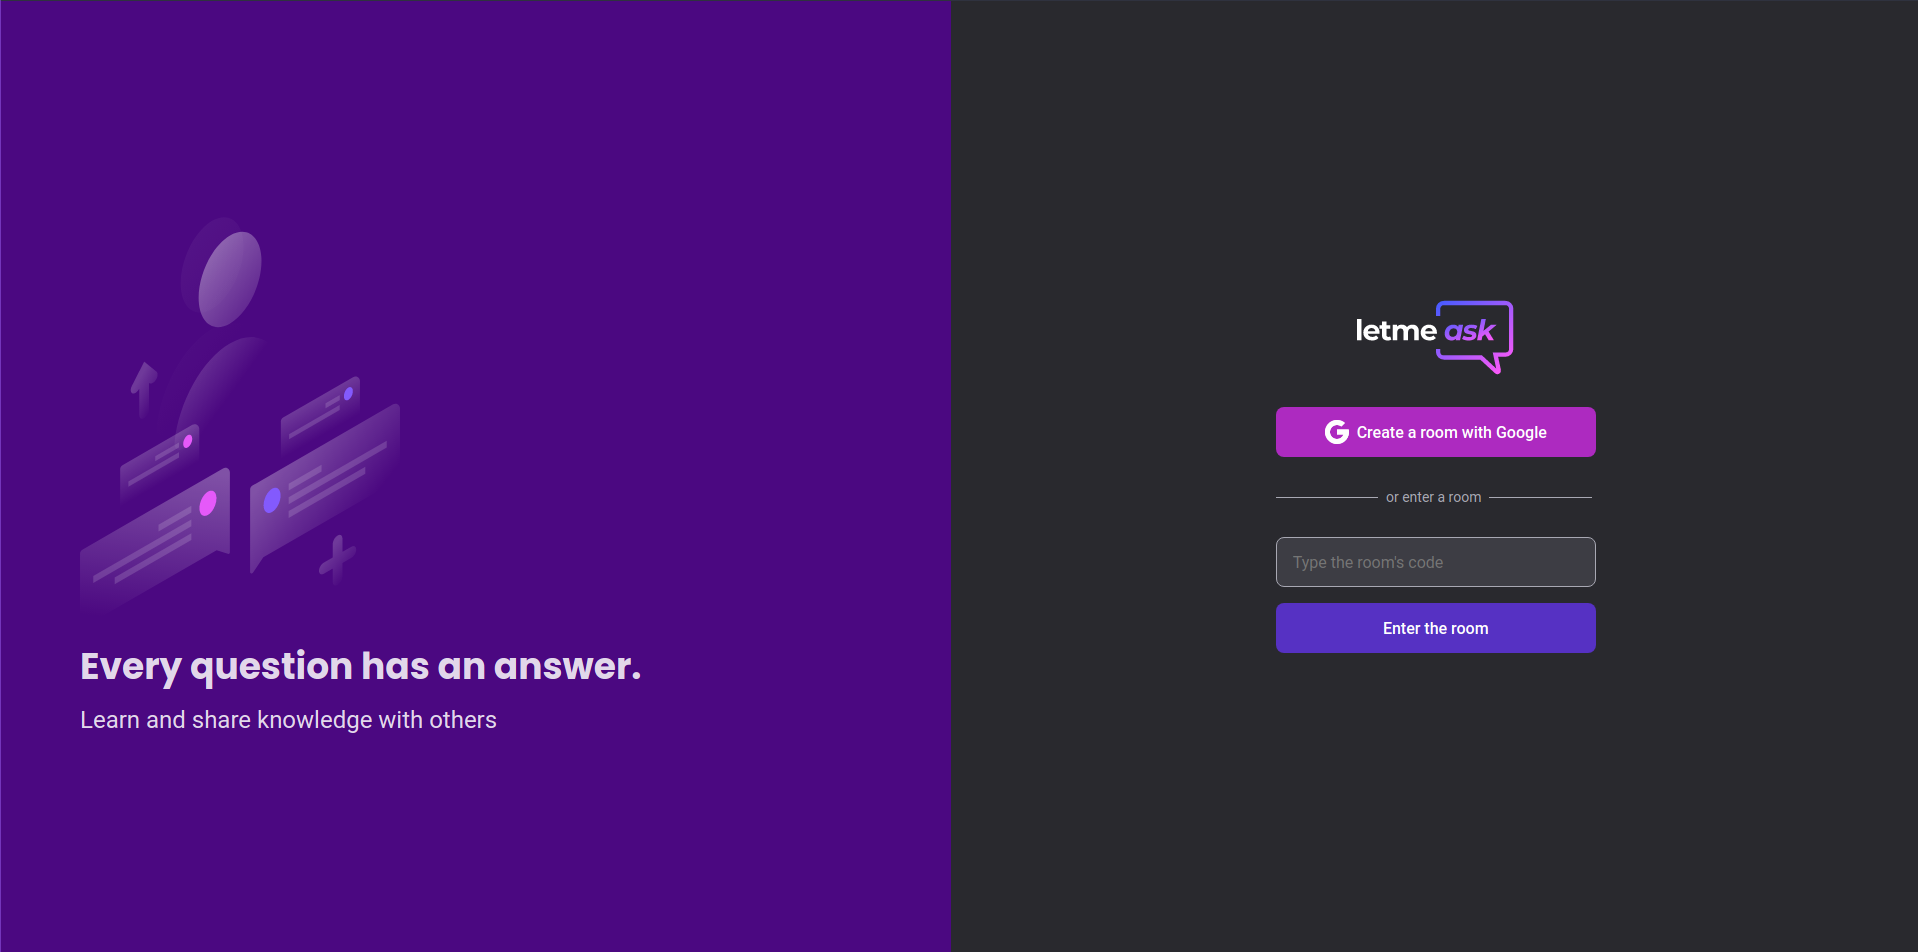 Every question has an answer.
Learn and share knowledge with others
letme ask
Create a room with Google
or enter a room
Type the room's code
Enter the room